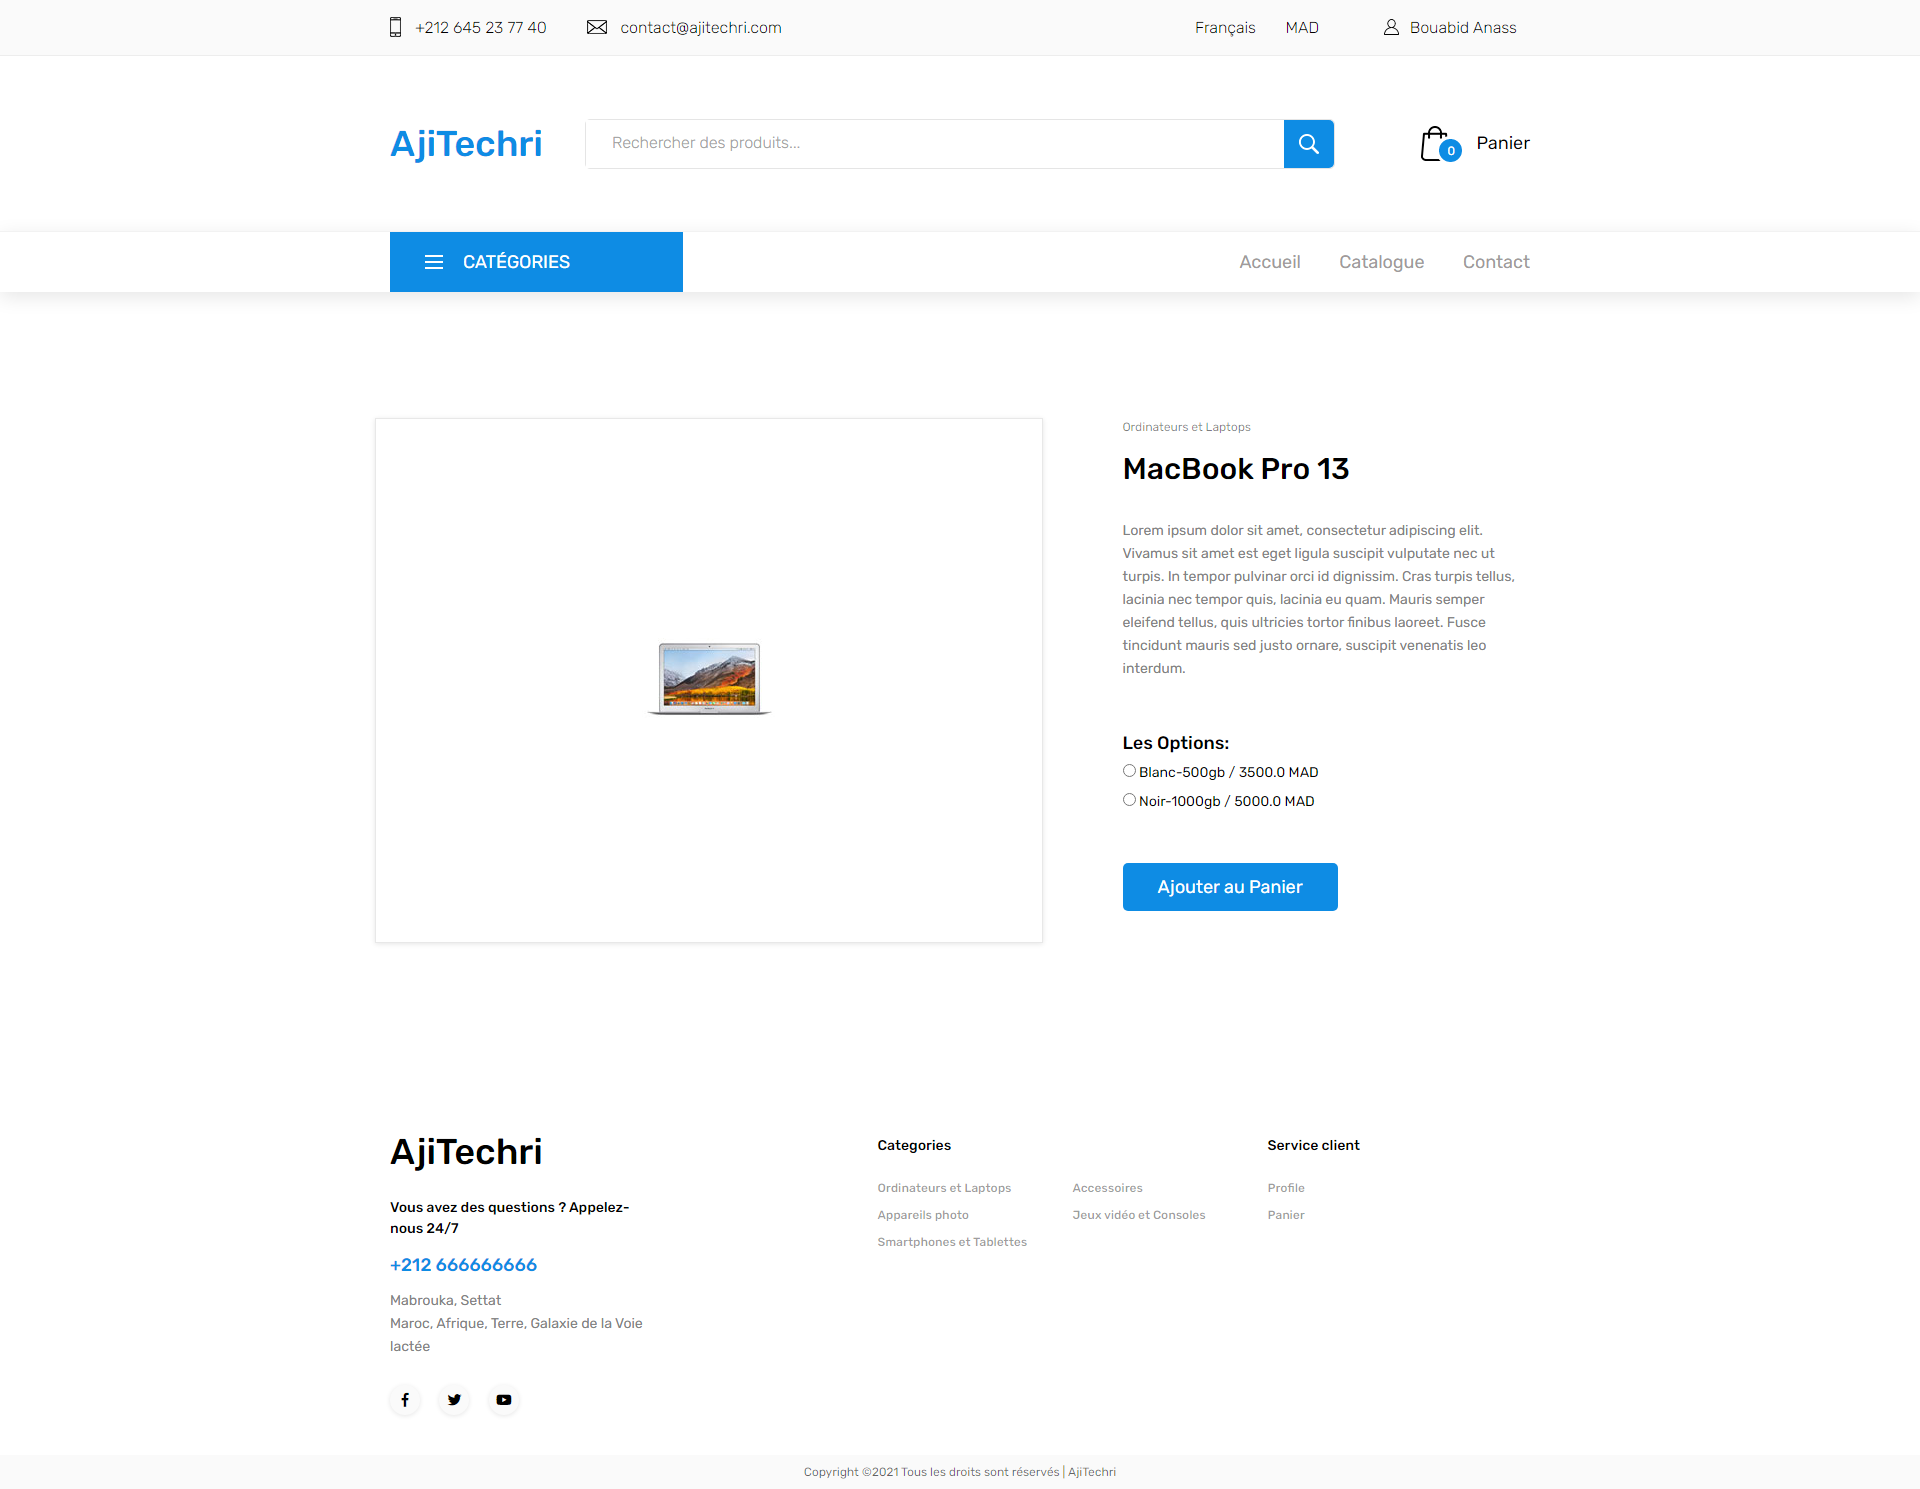 +212 645 23 77 40
contact@ajitechri.com
Français
MAD
Bouabid Anass
AjiTechri
Rechercher des produits...
0
Panier
CATÉGORIES
Accueil
Catalogue
Contact
Ordinateurs et Laptops
MacBook Pro 13
Lorem ipsum dolor sit amet, consectetur adipiscing elit.
Vivamus sit amet est eget ligula suscipit vulputate nec ut
turpis. In tempor pulvinar orci id dignissim. Cras turpis tellus,
lacinia nec tempor quis, lacinia eu quam. Mauris semper
eleifend tellus, quis ultricies tortor finibus laoreet. Fusce
tincidunt mauris sed justo ornare, suscipit venenatis leo
interdum.
Les Options:
Blanc-500gb / 3500.0 MAD
Noir-1000gb / 5000.0 MAD
Ajouter au Panier
AjiTechri
Vous avez des questions ? Appelez-
nous 24/7
+212 666666666
Mabrouka, Settat
Maroc, Afrique, Terre, Galaxie de la Voie
lactée
Categories
Ordinateurs et Laptops
Appareils photo
Smartphones et Tablettes
Accessoires
Jeux vidéo et Consoles
Service client
Profile
Panier
Copyright ©2021 Tous les droits sont réservés | AjiTechri